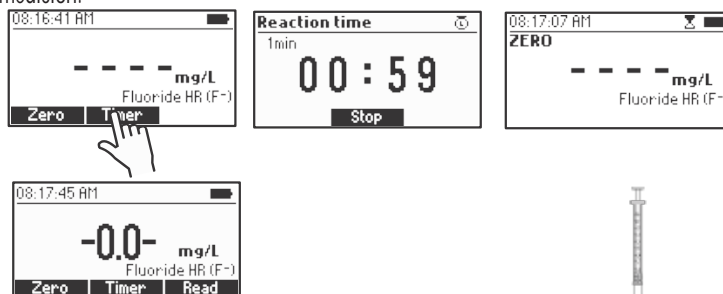 08:16:41 AM
- - - - mg/L
Fluoride HR (F-)
Zero Timer
Reaction time
1min
00:59
Stop
08:17:07 AM
ZERO
- - - - mg/L
Fluoride HR (F-
08:17:45 AM
-0.0- mg/L
Fluoride HR (F-)
Zero Timer Read